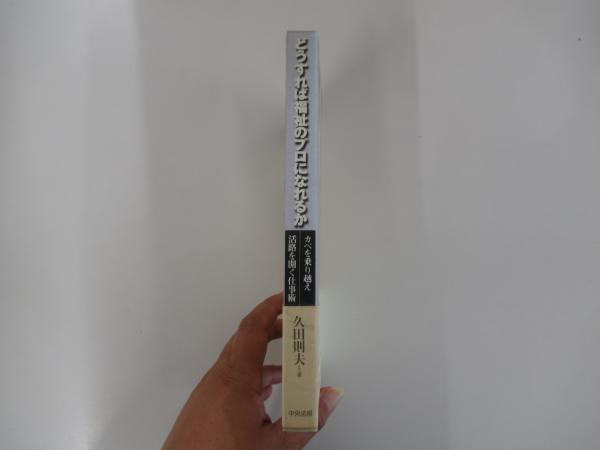 どうすれば福祉のプロになれるか
カベを乗り越え
活路を開く仕事術
久田則夫=著
中央法規